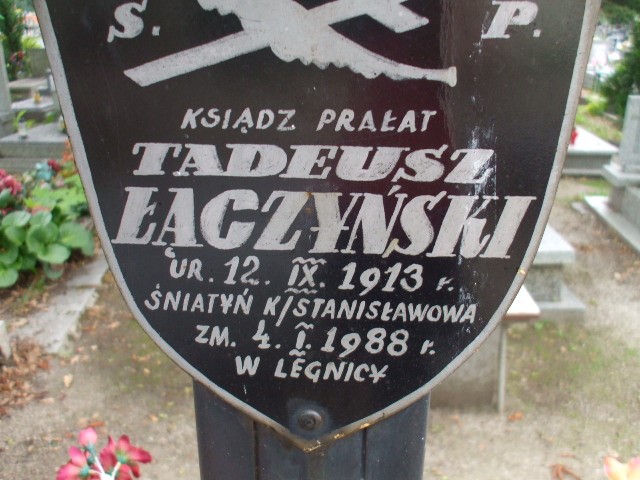 Ś. P.
KSIĄDZ PRAŁAT
TADEUSZ
ŁĄCZYŃSKI
UR. 12. IX. 1913 r.
ŚNIATYŃ K/STANISŁAWOWA
ZM. 4. I. 1988 r.
W LEGNICY